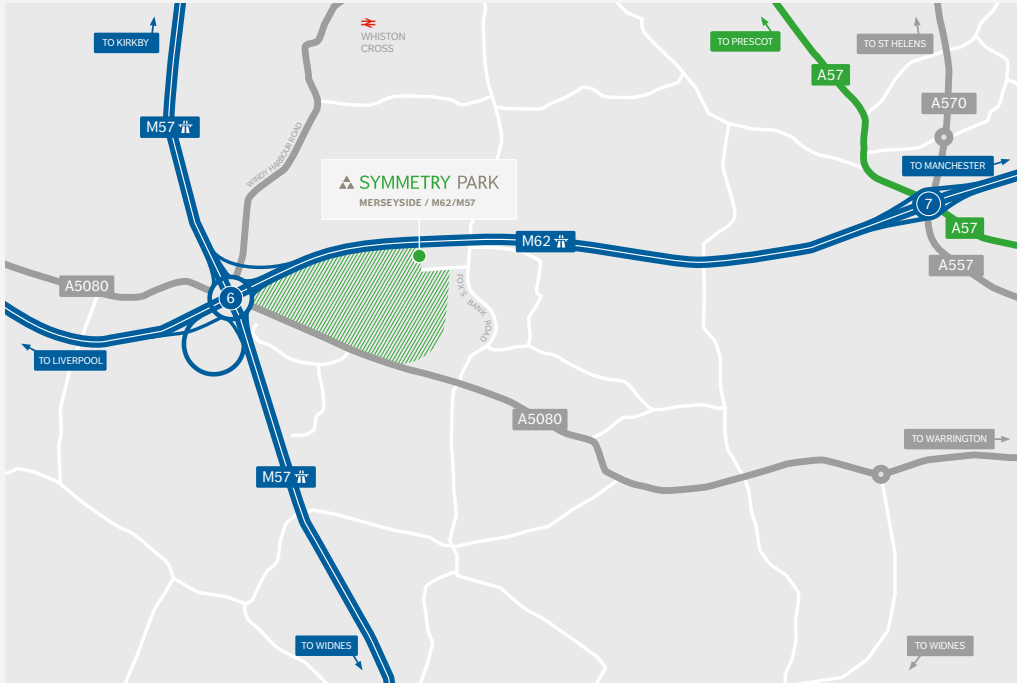 WHISTON
CROSS
TO KIRKBY
TO PRESCOT
TO ST HELENS
A57
A570
M57
WINDY HARBOUR ROAD
TO MANCHESTER
SYMMETRY PARK
MERSEYSIDE / M62/M57
7
A57
M62
A557
A5080
6
FOX'S BANK ROAD
TO LIVERPOOL
A5080
TO WARRINGTON
M57
TO WIDNES
TO WIDNES